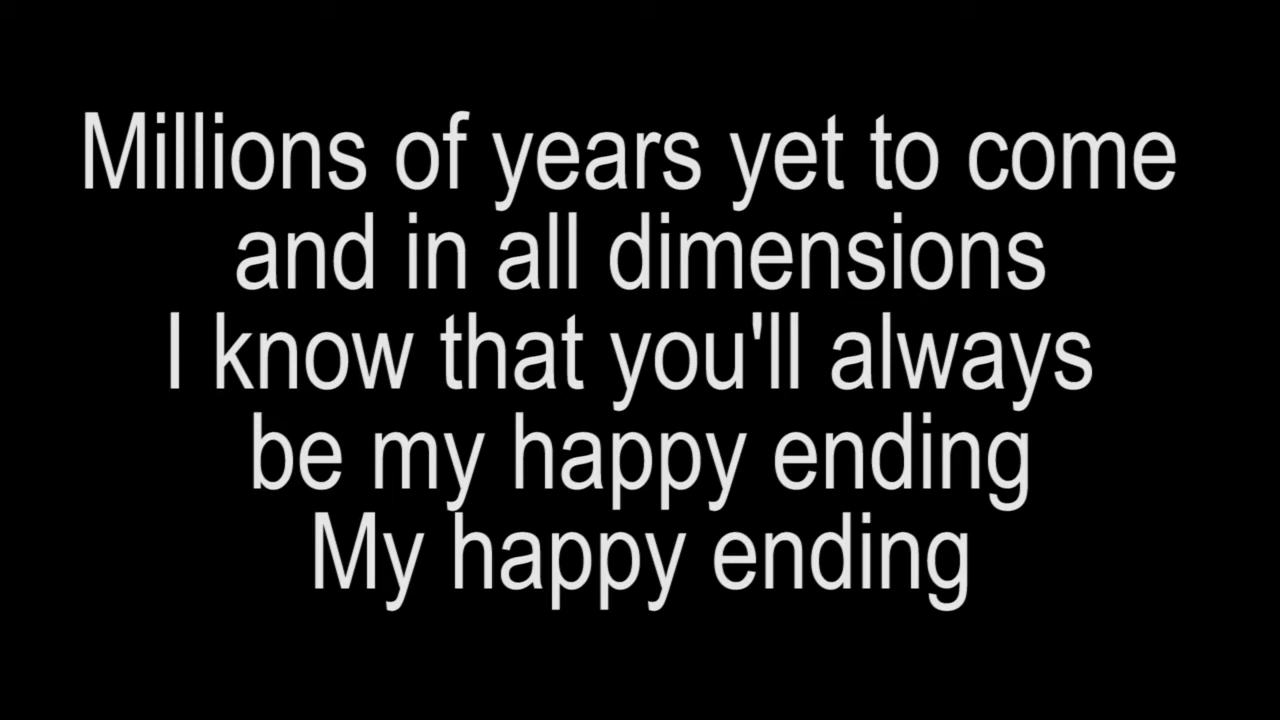 Millions of years yet to come
and in all dimensions
I know that you'll always
be my happy ending
My happy ending